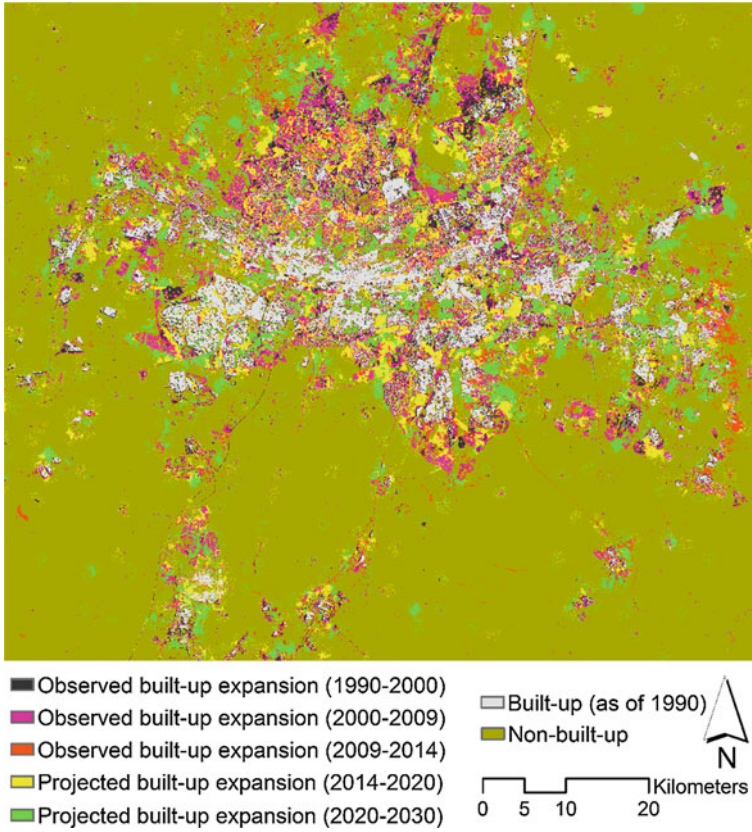 Observed built-up expansion (1990-2000)
Observed built-up expansion (2000-2009)
Observed built-up expansion (2009-2014)
Projected built-up expansion (2014-2020)
Projected built-up expansion (2020-2030)
Built-up (as of 1990)
Non-built-up
N
Kilometers
0 5 10 20